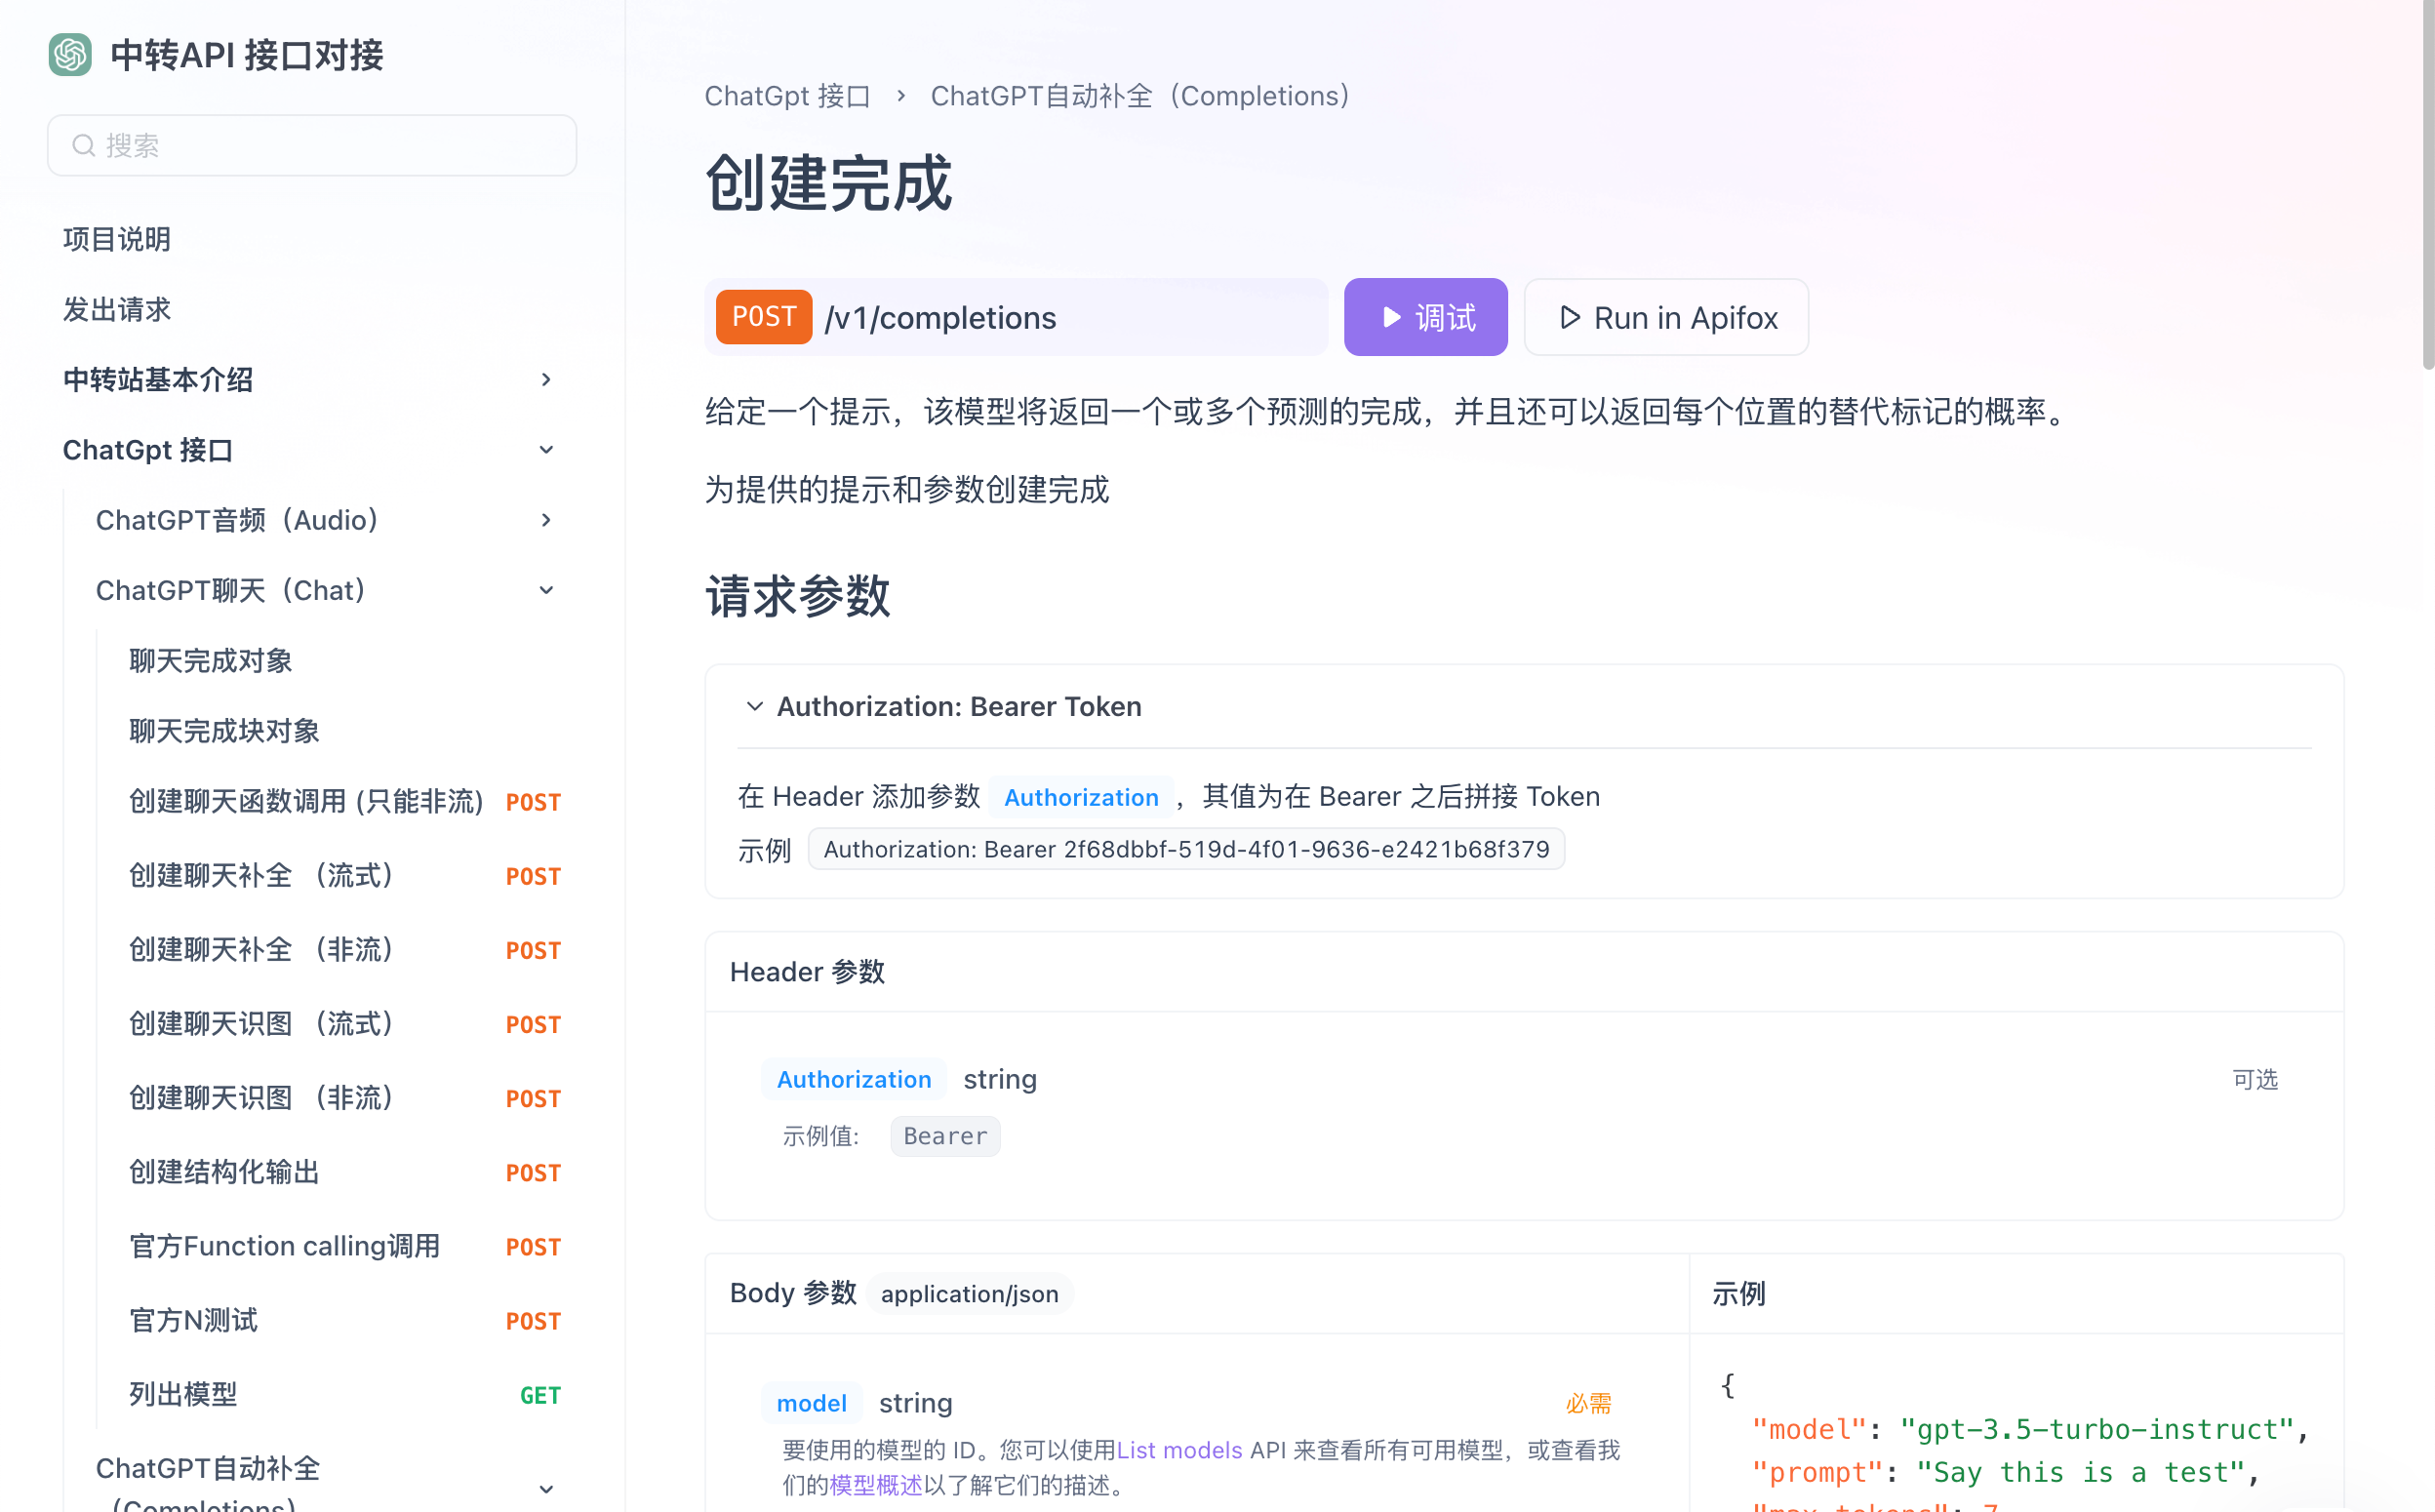 中转API 接口对接
搜索
项目说明
发出请求
中转站基本介绍
ChatGpt 接口
ChatGPT音频（Audio）
ChatGPT聊天（Chat）
聊天完成对象
聊天完成块对象
创建聊天函数调用 (只能非流) POST
创建聊天补全 （流式） POST
创建聊天补全 （非流） POST
创建聊天识图 （流式） POST
创建聊天识图 （非流） POST
创建结构化输出 POST
官方Function calling调用 POST
官方N测试 POST
列出模型 GET
ChatGPT自动补全
（Completions）
ChatGpt 接口 › ChatGPT自动补全（Completions）
创建完成
POST /v1/completions 调试 Run in Apifox
给定一个提示，该模型将返回一个或多个预测的完成，并且还可以返回每个位置的替代标记的概率。
为提供的提示和参数创建完成
请求参数
Authorization: Bearer Token
在 Header 添加参数 Authorization ，其值为在 Bearer 之后拼接 Token
示例 Authorization: Bearer 2f68dbbf-519d-4f01-9636-e2421b68f379
Header 参数
Authorization string 可选
示例值: Bearer
Body 参数 application/json
model string 必需
要使用的模型的 ID。您可以使用List models API 来查看所有可用模型，或查看我
们的模型概述以了解它们的描述。
示例
{
"model": "gpt-3.5-turbo-instruct",
"prompt": "Say this is a test",
"max_tokens": 7